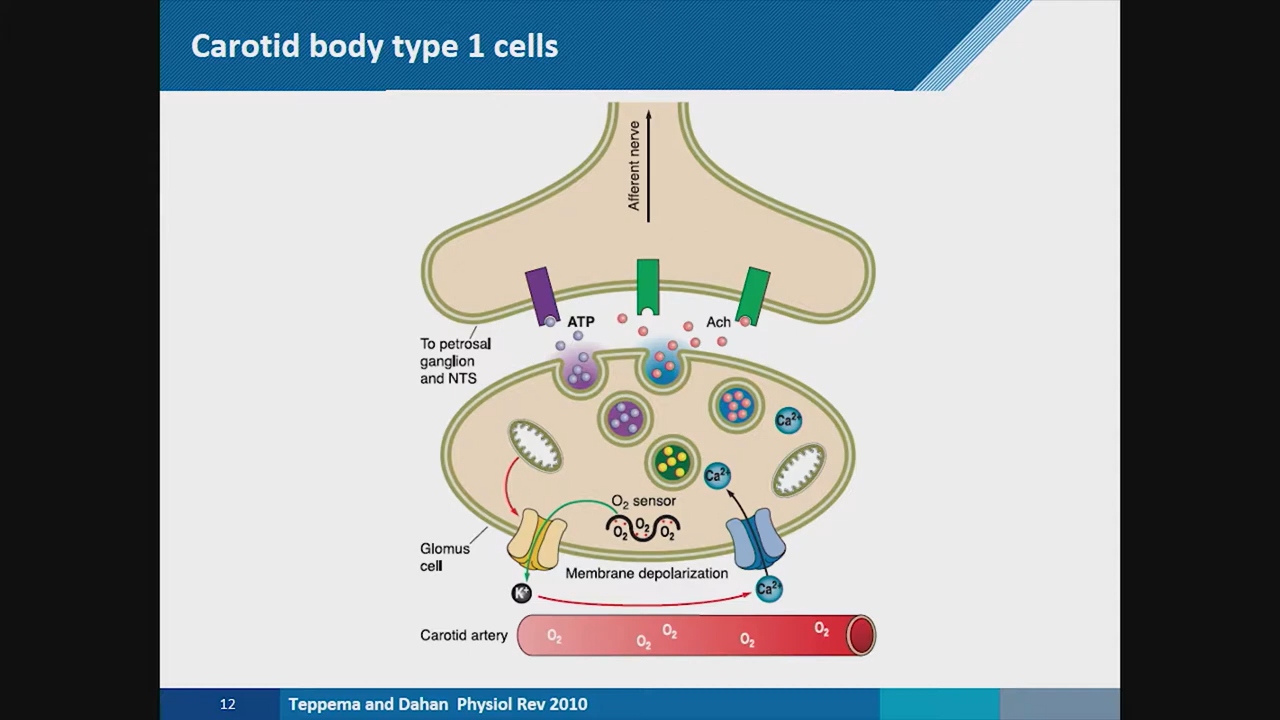 Carotid body type 1 cells
Afferent nerve
ATP
Ach
To petrosal
ganglion
and NTS
Ca²⁺
Ca²⁺
O₂ sensor
O₂
O₂
O₂
Glomus
cell
Membrane depolarization
K⁺
Ca²⁺
Carotid artery
O₂
O₂
O₂
O₂
O₂
12
Teppema and Dahan Physiol Rev 2010